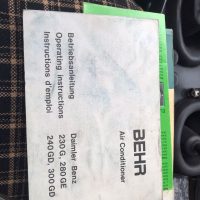 BEHR
Air Conditioner
Daimler Benz
230 G, 280 GE
240 GD, 300 GD
Betriebsanleitung
Operating instructions
Instructions d'emploi